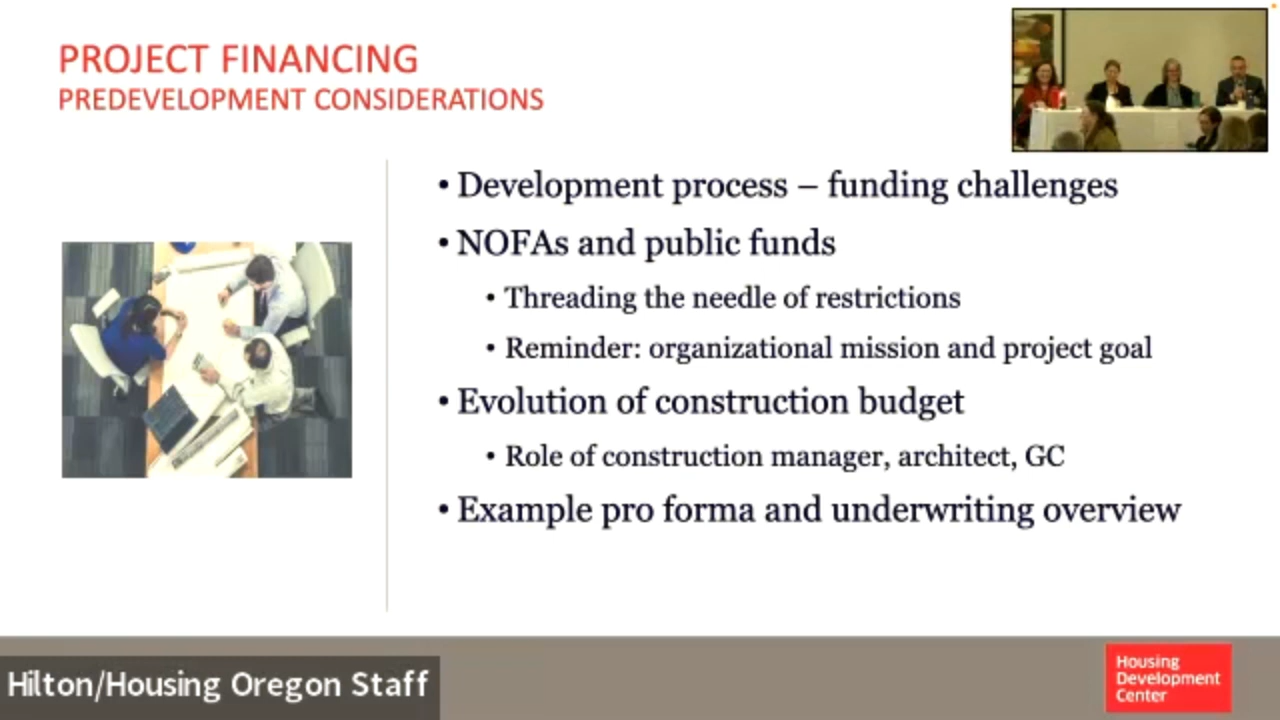 PROJECT FINANCING
PREDEVELOPMENT CONSIDERATIONS
• Development process – funding challenges
• NOFAs and public funds
• Threading the needle of restrictions
• Reminder: organizational mission and project goal
• Evolution of construction budget
• Role of construction manager, architect, GC
• Example pro forma and underwriting overview
Hilton/Housing Oregon Staff
Housing
Development
Center